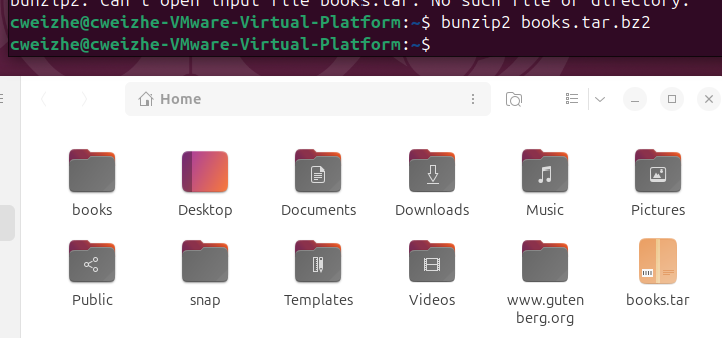 bunzip2: Can't open input file books.tar: No such file or directory.
cweizhe@cweizhe-VMware-Virtual-Platform:~$ bunzip2 books.tar.bz2
cweizhe@cweizhe-VMware-Virtual-Platform:~$
Home
books Desktop Documents Downloads Music Pictures
Public snap Templates Videos www.guten books.tar
berg.org